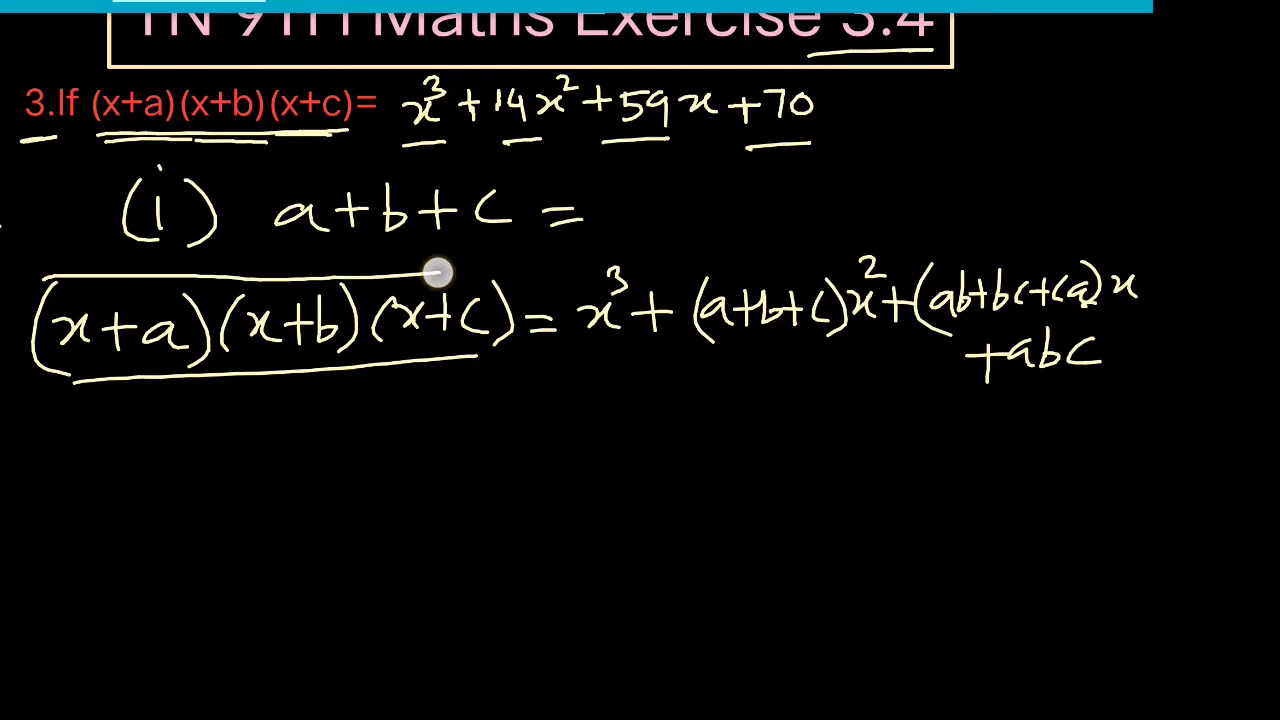 TN 9TH Maths Exercise 3.4
3.If (x+a)(x+b)(x+c)= x³ + 14x² + 59x + 70
(i) a + b + c =
(x+a)(x+b)(x+c) = x³ + (a+b+c)x² + (ab+bc+ca)x
+abc